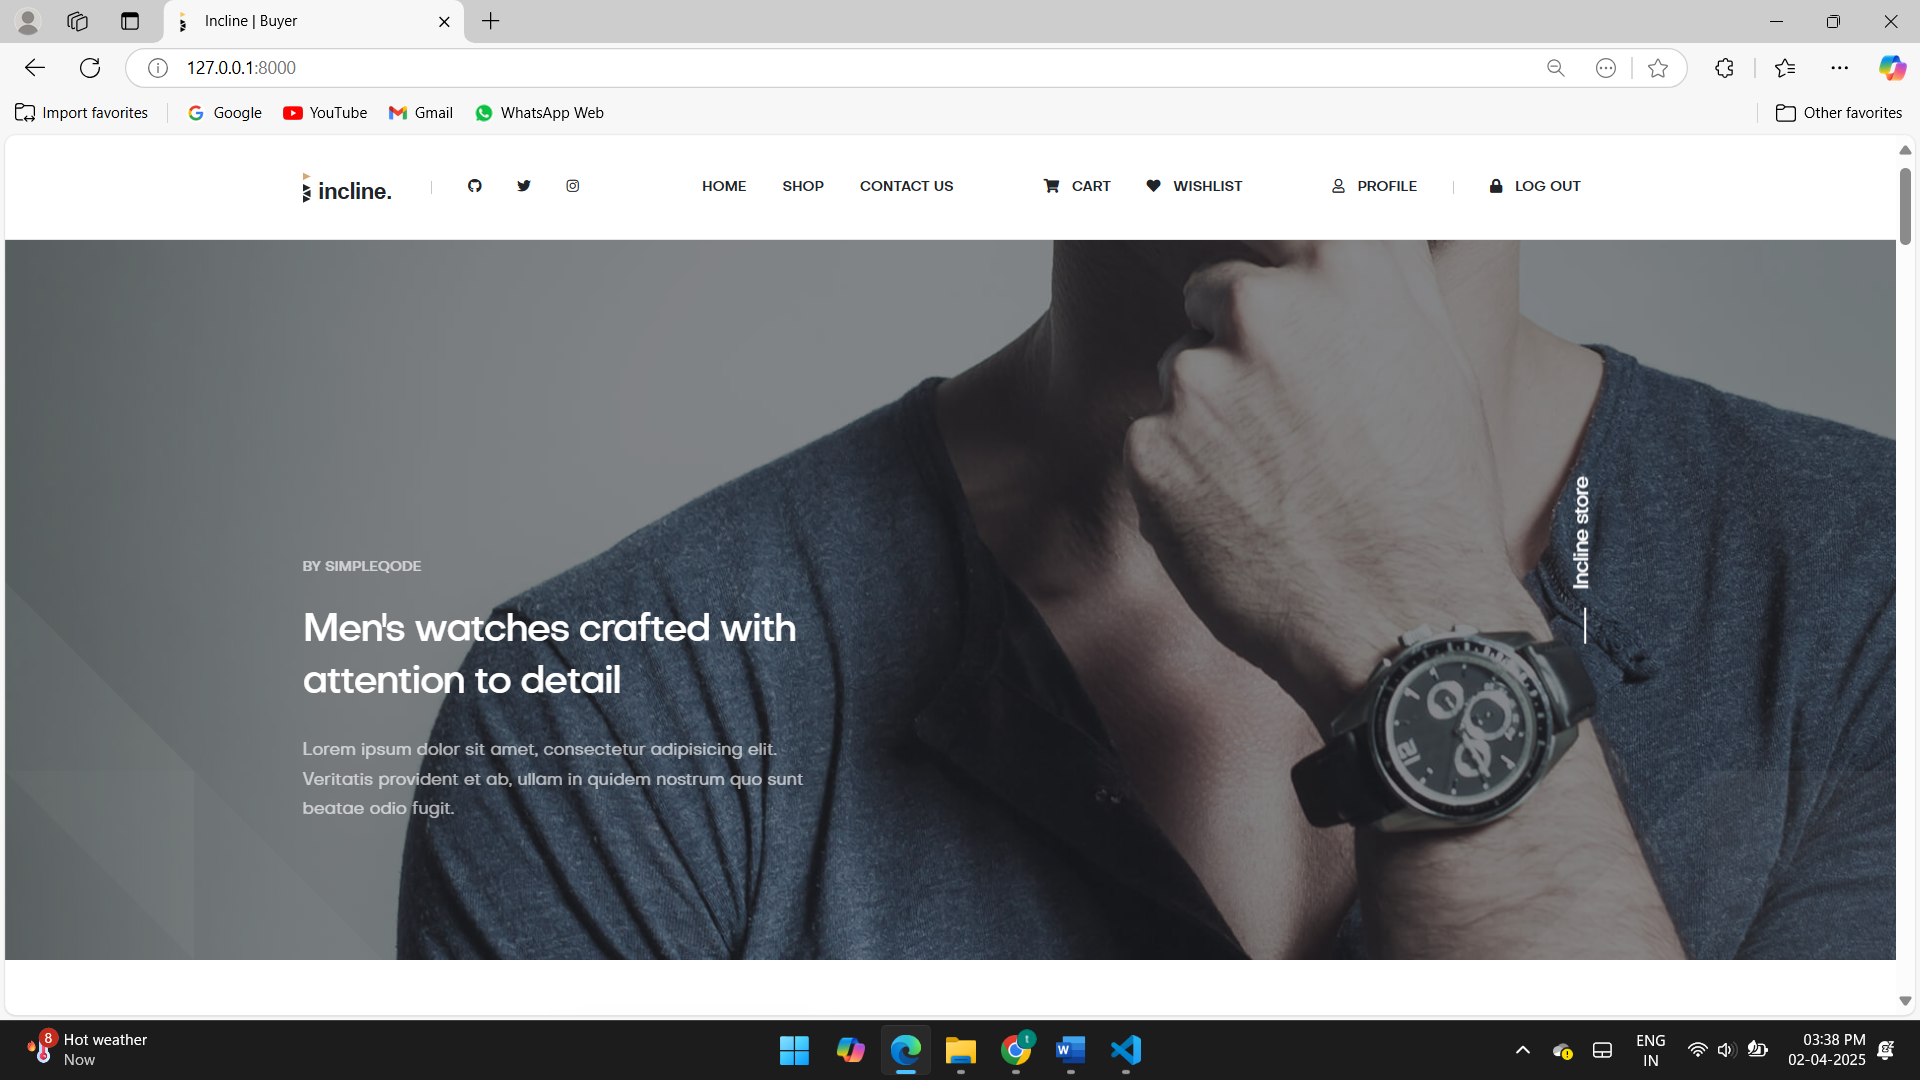 Incline | Buyer
127.0.0.1:8000
Import favorites
Google
YouTube
Gmail
WhatsApp Web
Other favorites
incline.
HOME
SHOP
CONTACT US
CART
WISHLIST
PROFILE
LOG OUT
Incline store
BY SIMPLEQODE
Men's watches crafted with
attention to detail
Lorem ipsum dolor sit amet, consectetur adipisicing elit.
Veritatis provident et ab, ullam in quidem nostrum quo sunt
beatae odio fugit.
8
Hot weather
Now
t
W
ENG
IN
03:38 PM
02-04-2025